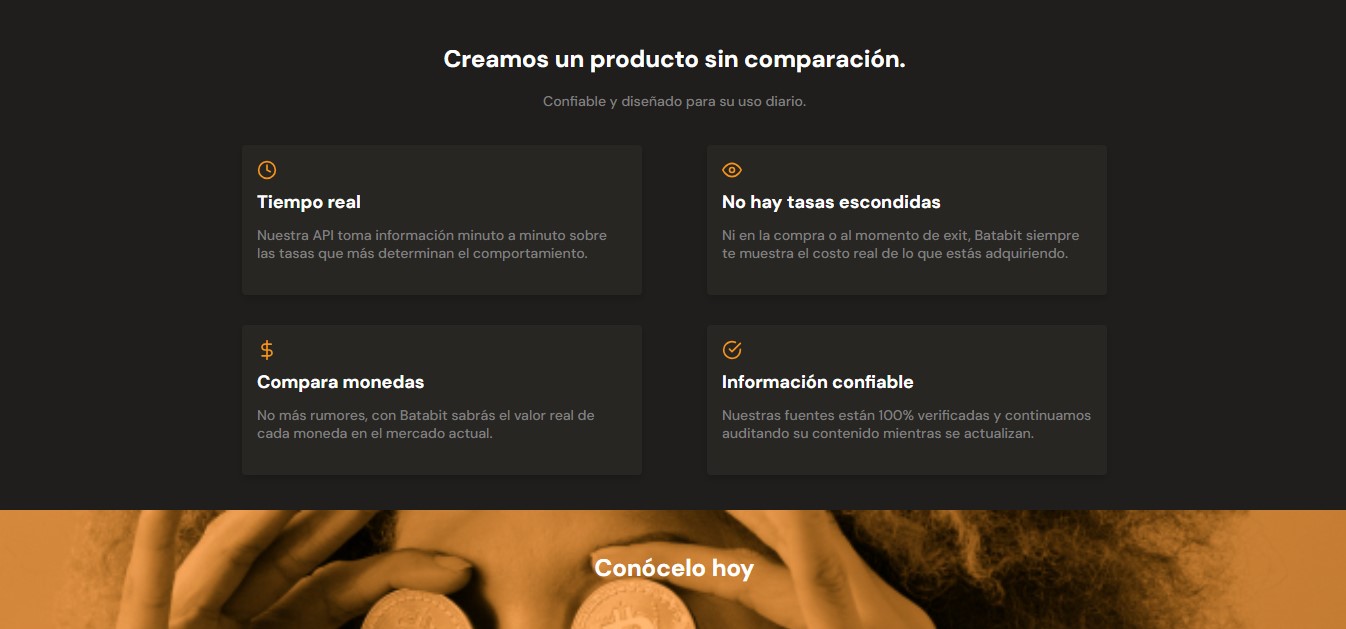 Creamos un producto sin comparación.
Confiable y diseñado para su uso diario.
Tiempo real
Nuestra API toma información minuto a minuto sobre
las tasas que más determinan el comportamiento.
No hay tasas escondidas
Ni en la compra o al momento de exit, Batabit siempre
te muestra el costo real de lo que estás adquiriendo.
Compara monedas
No más rumores, con Batabit sabrás el valor real de
cada moneda en el mercado actual.
Información confiable
Nuestras fuentes están 100% verificadas y continuamos
auditando su contenido mientras se actualizan.
Conócelo hoy